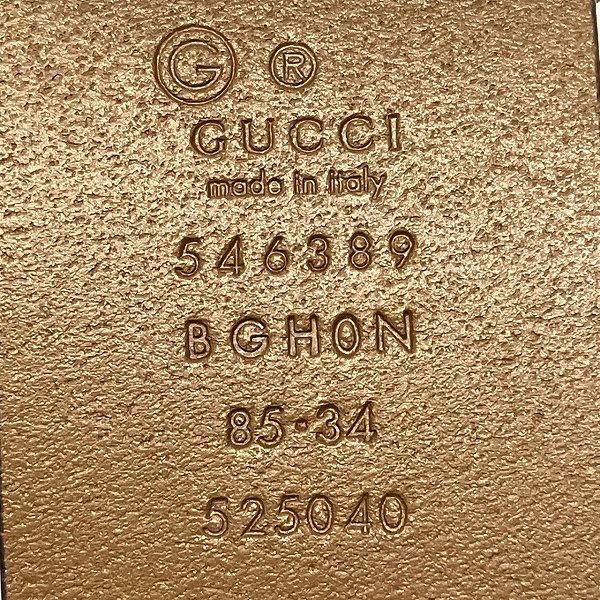 G ®
GUCCI
made in italy
546389
BGH0N
85·34
525040